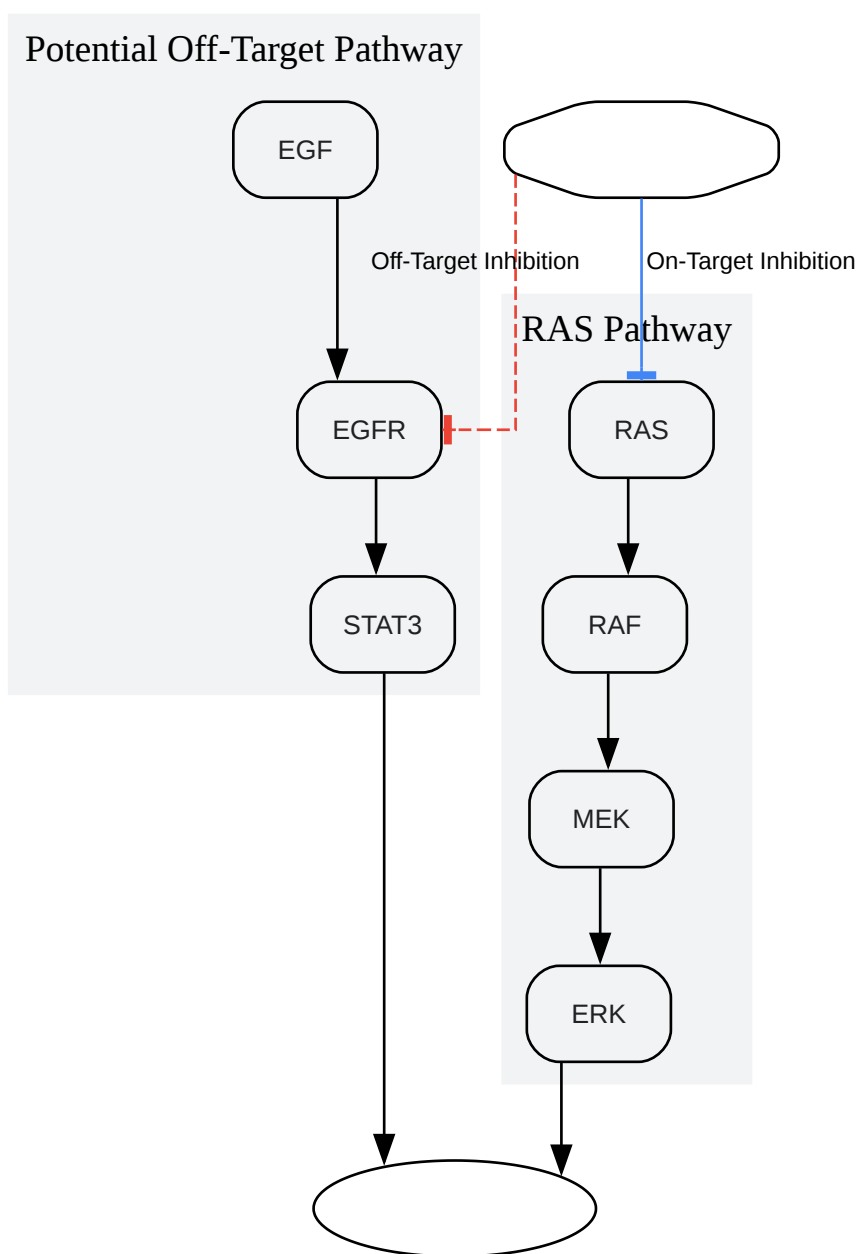 Potential Off-Target Pathway
EGF
Off-Target Inhibition
On-Target Inhibition
RAS Pathway
EGFR
RAS
STAT3
RAF
MEK
ERK